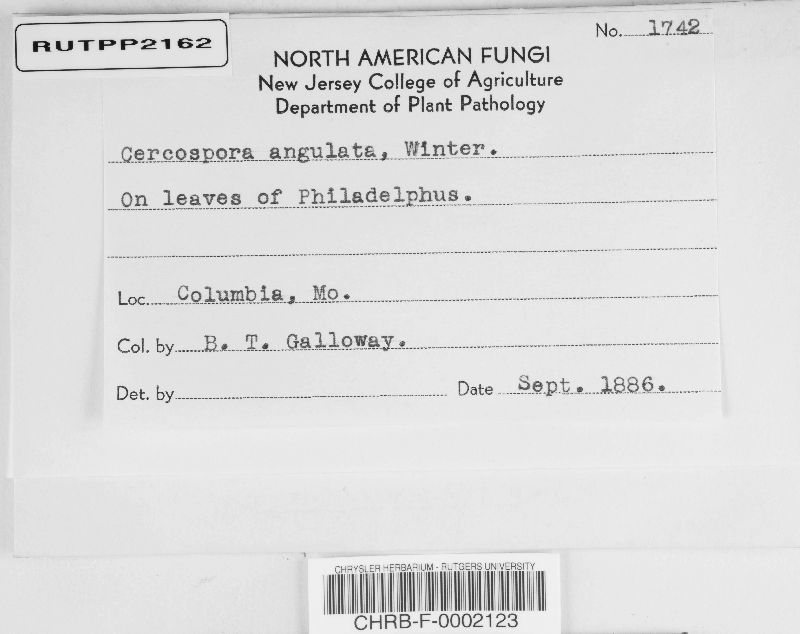 RUTPP2162
No. 1742
NORTH AMERICAN FUNGI
New Jersey College of Agriculture
Department of Plant Pathology
Cercospora angulata, Winter.
On leaves of Philadelphus.
Loc. Columbia, Mo.
Col. by B. T. Galloway.
Det. by Date Sept. 1886.
CHRYSLER HERBARIUM - RUTGERS UNIVERSITY
CHRB-F-0002123